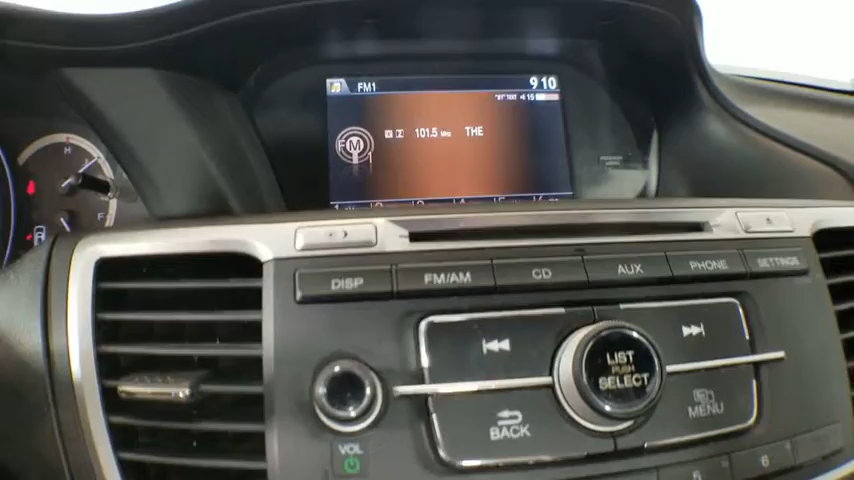 FM1
9:10
FM 1
101.5 MHz THE
H
C
F
DISP
FM/AM
CD
AUX
PHONE
SETTINGS
LIST
PUSH
SELECT
BACK
MENU
VOL
5 6